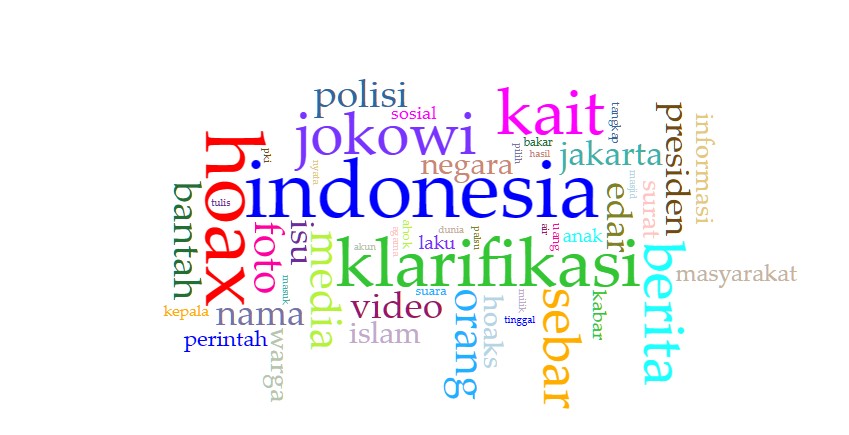 polisi
sosial
kait
tangkap
presiden
informasi
jokowi
bakar
pilih
hasil
jakarta
hoax
pki
nyata
negara
indonesia
masjid
surat
edar
bantah
tulis
foto
isu
media
ahok
agama
dunia
palsu
uang
air
anak
laku
akun
klarifikasi
berita
masyarakat
masuk
suara
video
orang
hoaks
milik
sebar
kabar
kepala
nama
tinggal
perintah
islam
warga